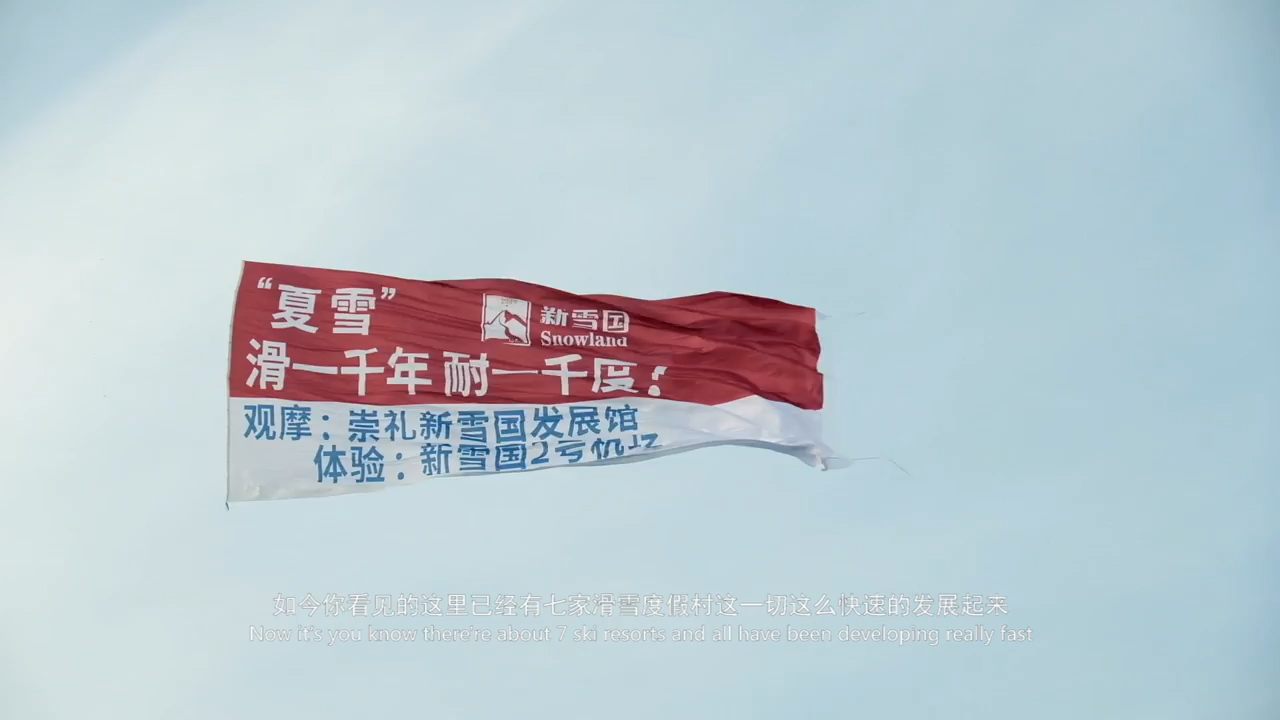 “夏雪”
新雪国
Snowland
滑一千年 耐一千度！
观摩：崇礼新雪国发展馆
体验：新雪国2号机场
如今你看见的这里已经有七家滑雪度假村这一切这么快速的发展起来
Now it's you know there're about 7 ski resorts and all have been developing really fast